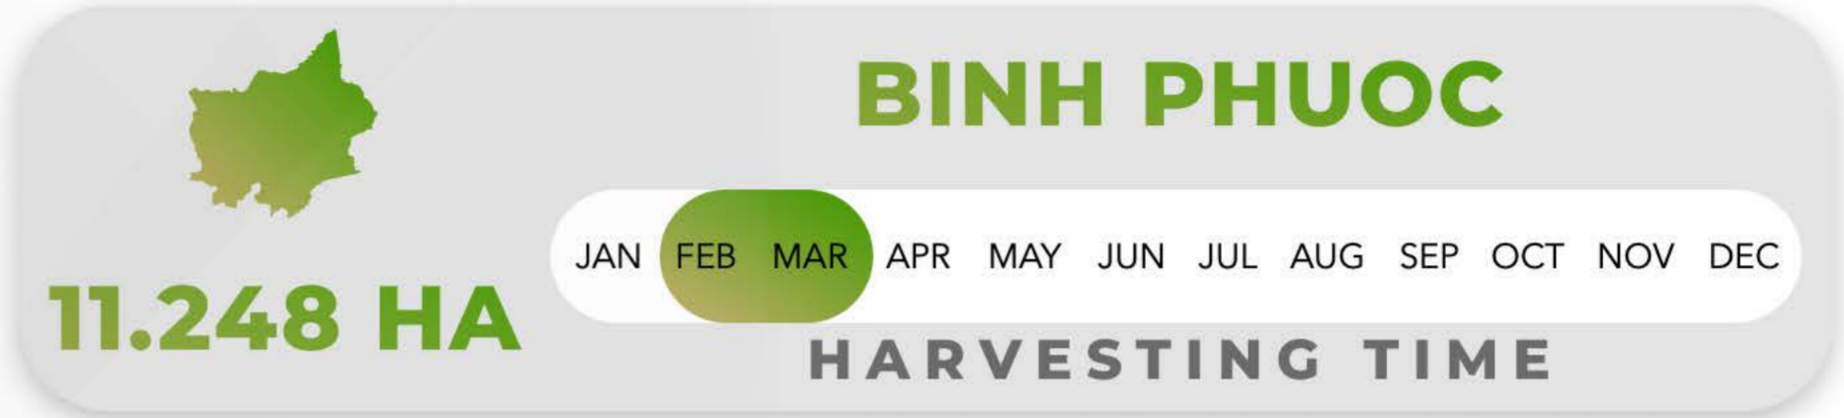 BINH PHUOC
JAN FEB MAR APR MAY JUN JUL AUG SEP OCT NOV DEC
11.248 HA
HARVESTING TIME